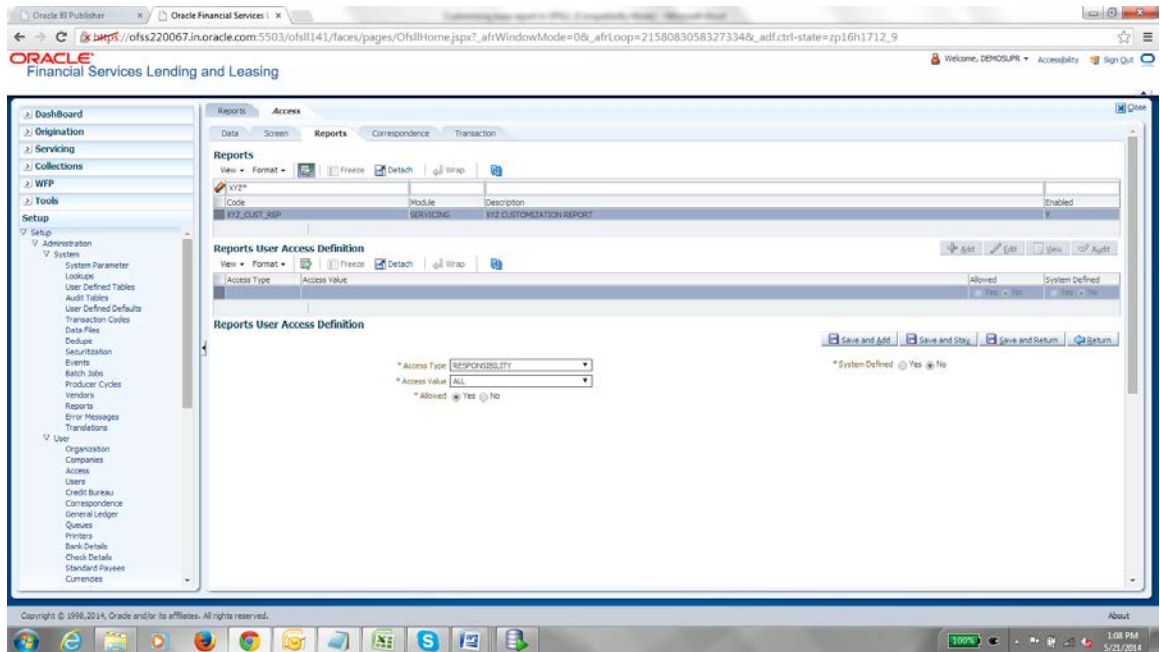 Oracle BI Publisher
Oracle Financial Services L
https://ofss220067.in.oracle.com:5503/ofsll141/faces/pages/OfsllHome.jspx?_afrWindowMode=0&_afrLoop=21580830583273348&_adf.ctrl-state=zp16h1712_9
ORACLE
Financial Services Lending and Leasing
Welcome, DEMOSUPR
Accessibility
Sign Out
DashBoard
Origination
Servicing
Collections
WFP
Tools
Setup
Setup
Administration
System
System Parameter
Lookups
User Defined Tables
Audit Tables
User Defined Defaults
Transaction Codes
Data Files
Dedupe
Securitization
Events
Batch Jobs
Producer Cycles
Vendors
Reports
Error Messages
Translations
User
Organization
Companies
Access
Users
Credit Bureau
Correspondence
General Ledger
Queues
Printers
Bank Details
Check Details
Standard Payees
Currencies
Reports Access
Close
Data Screen Reports Correspondence Transaction
Reports
View Format Freeze Detach Wrap
XYZ*
Code Module Description Enabled
XYZ_CUST_REP SERVICING XYZ CUSTOMIZATION REPORT Y
Reports User Access Definition
Add Edit View Audit
View Format Freeze Detach Wrap
Access Type Access Value Allowed System Defined
Yes No Yes No
Reports User Access Definition
Save and Add Save and Stay Save and Return Return
* Access Type RESPONSIBILITY
* System Defined Yes No
* Access Value ALL
* Allowed Yes No
Copyright © 1998,2014, Oracle and/or its affiliates. All rights reserved.
About
100%
1:08 PM
5/21/2014